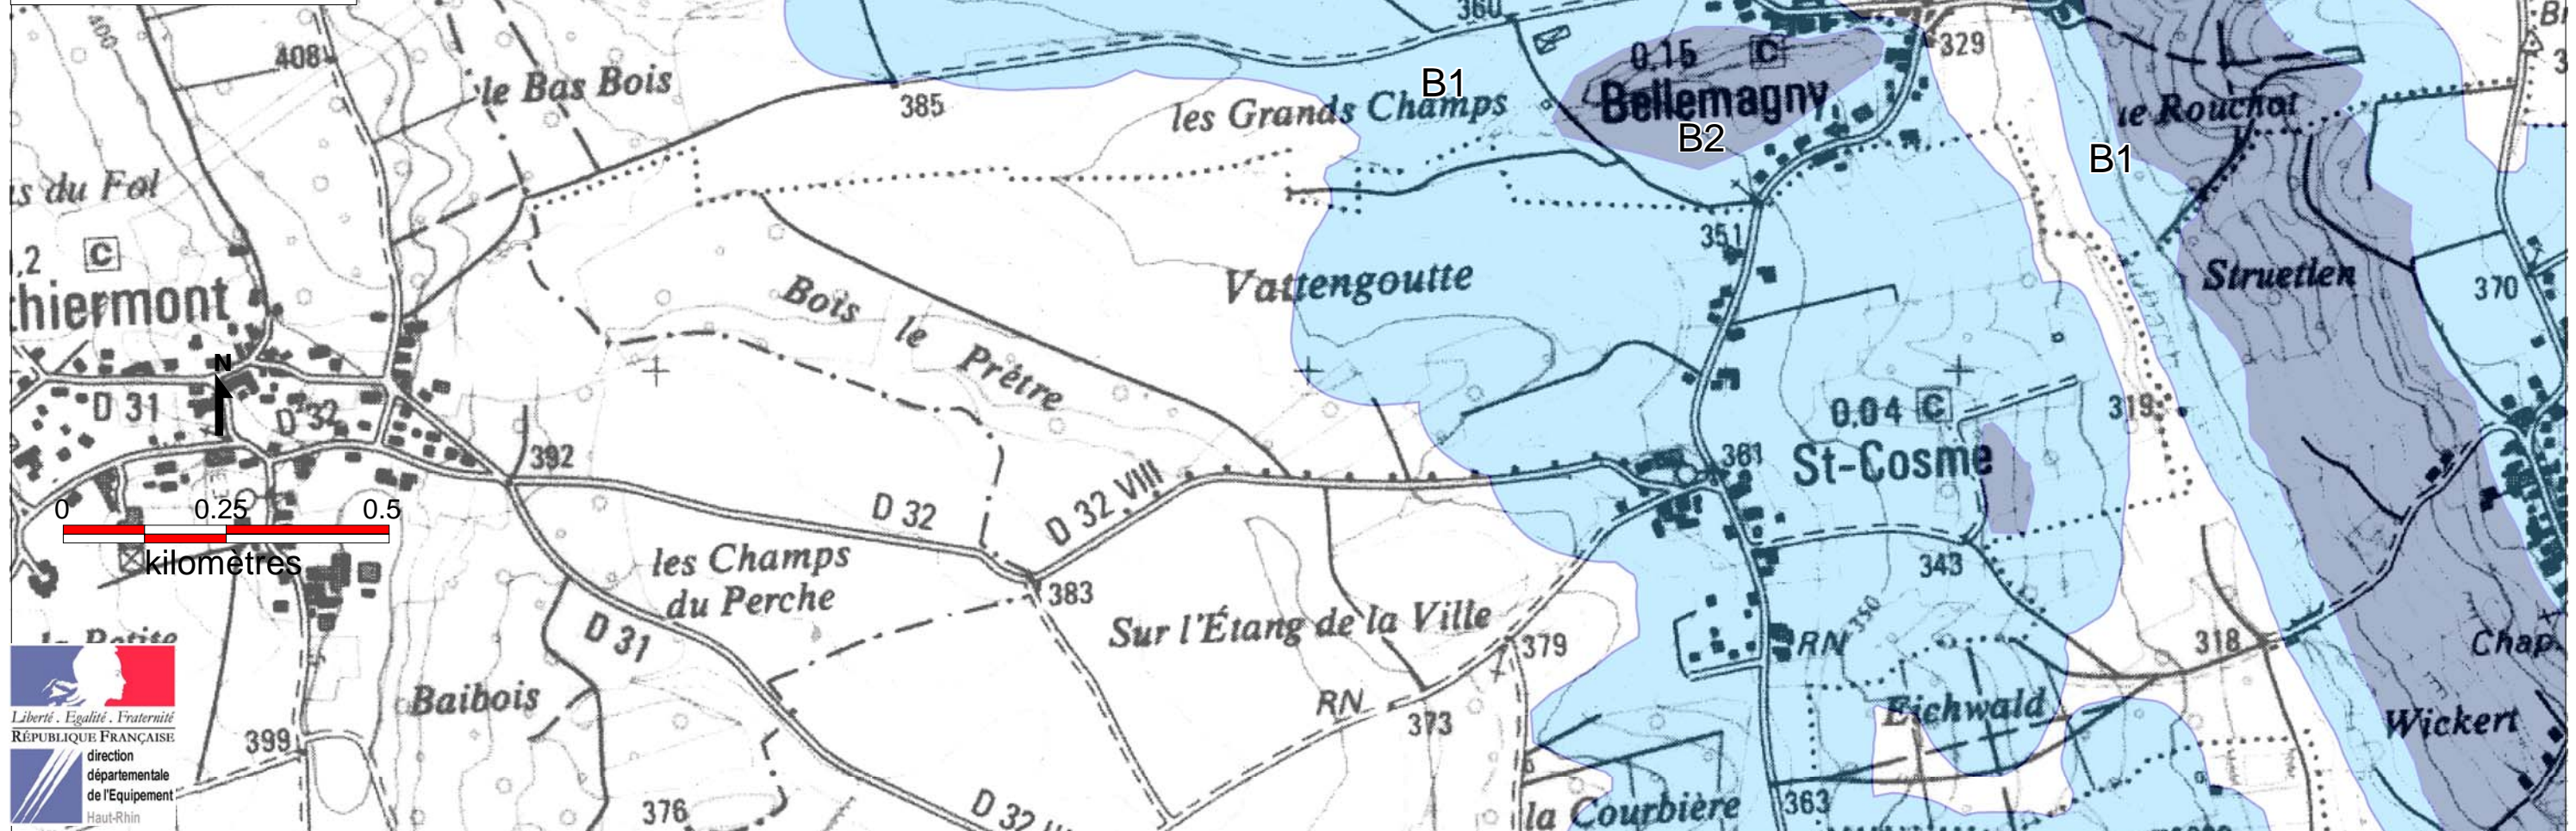 400
408
le Bas Bois
385
360
B1
les Grands Champs
0,15 C
Bellemagny
B2
329
le Rouchot
B1
s du Fol
,2 C
hiermont
N
D 31
D 32
392
Bois le Prêtre
Vattengoutte
351
Struetlen
370
0,04 C
St-Cosme
319
361
0 0.25 0.5
kilomètres
D 32
D 32 VIII
les Champs
du Perche
383
343
350
Sur l'Étang de la Ville
379
RN
318
Chap
D 31
Baibois
RN
373
Eichwald
Wickert
399
376
D 32
la Courbière
363
Liberté . Egalité . Fraternité
RÉPUBLIQUE FRANÇAISE
direction
départementale
de l'Equipement
Haut-Rhin